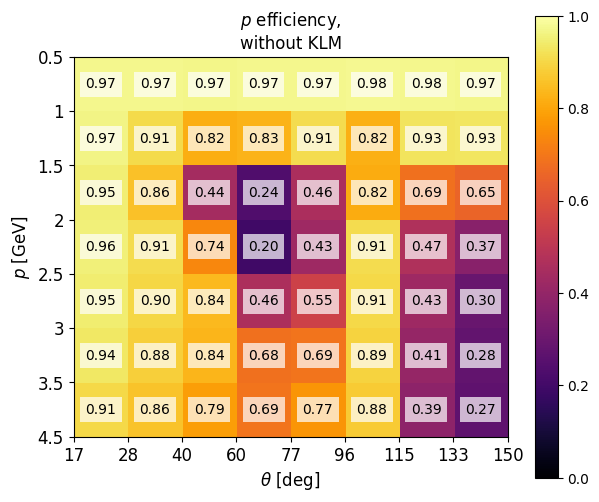 p efficiency,
without KLM
0.5
1
1.5
2
2.5
3
3.5
4.5
p [GeV]
0.97 0.97 0.97 0.97 0.97 0.98 0.98 0.97
0.97 0.91 0.82 0.83 0.91 0.82 0.93 0.93
0.95 0.86 0.44 0.24 0.46 0.82 0.69 0.65
0.96 0.91 0.74 0.20 0.43 0.91 0.47 0.37
0.95 0.90 0.84 0.46 0.55 0.91 0.43 0.30
0.94 0.88 0.84 0.68 0.69 0.89 0.41 0.28
0.91 0.86 0.79 0.69 0.77 0.88 0.39 0.27
17 28 40 60 77 96 115 133 150
θ [deg]
1.0
0.8
0.6
0.4
0.2
0.0